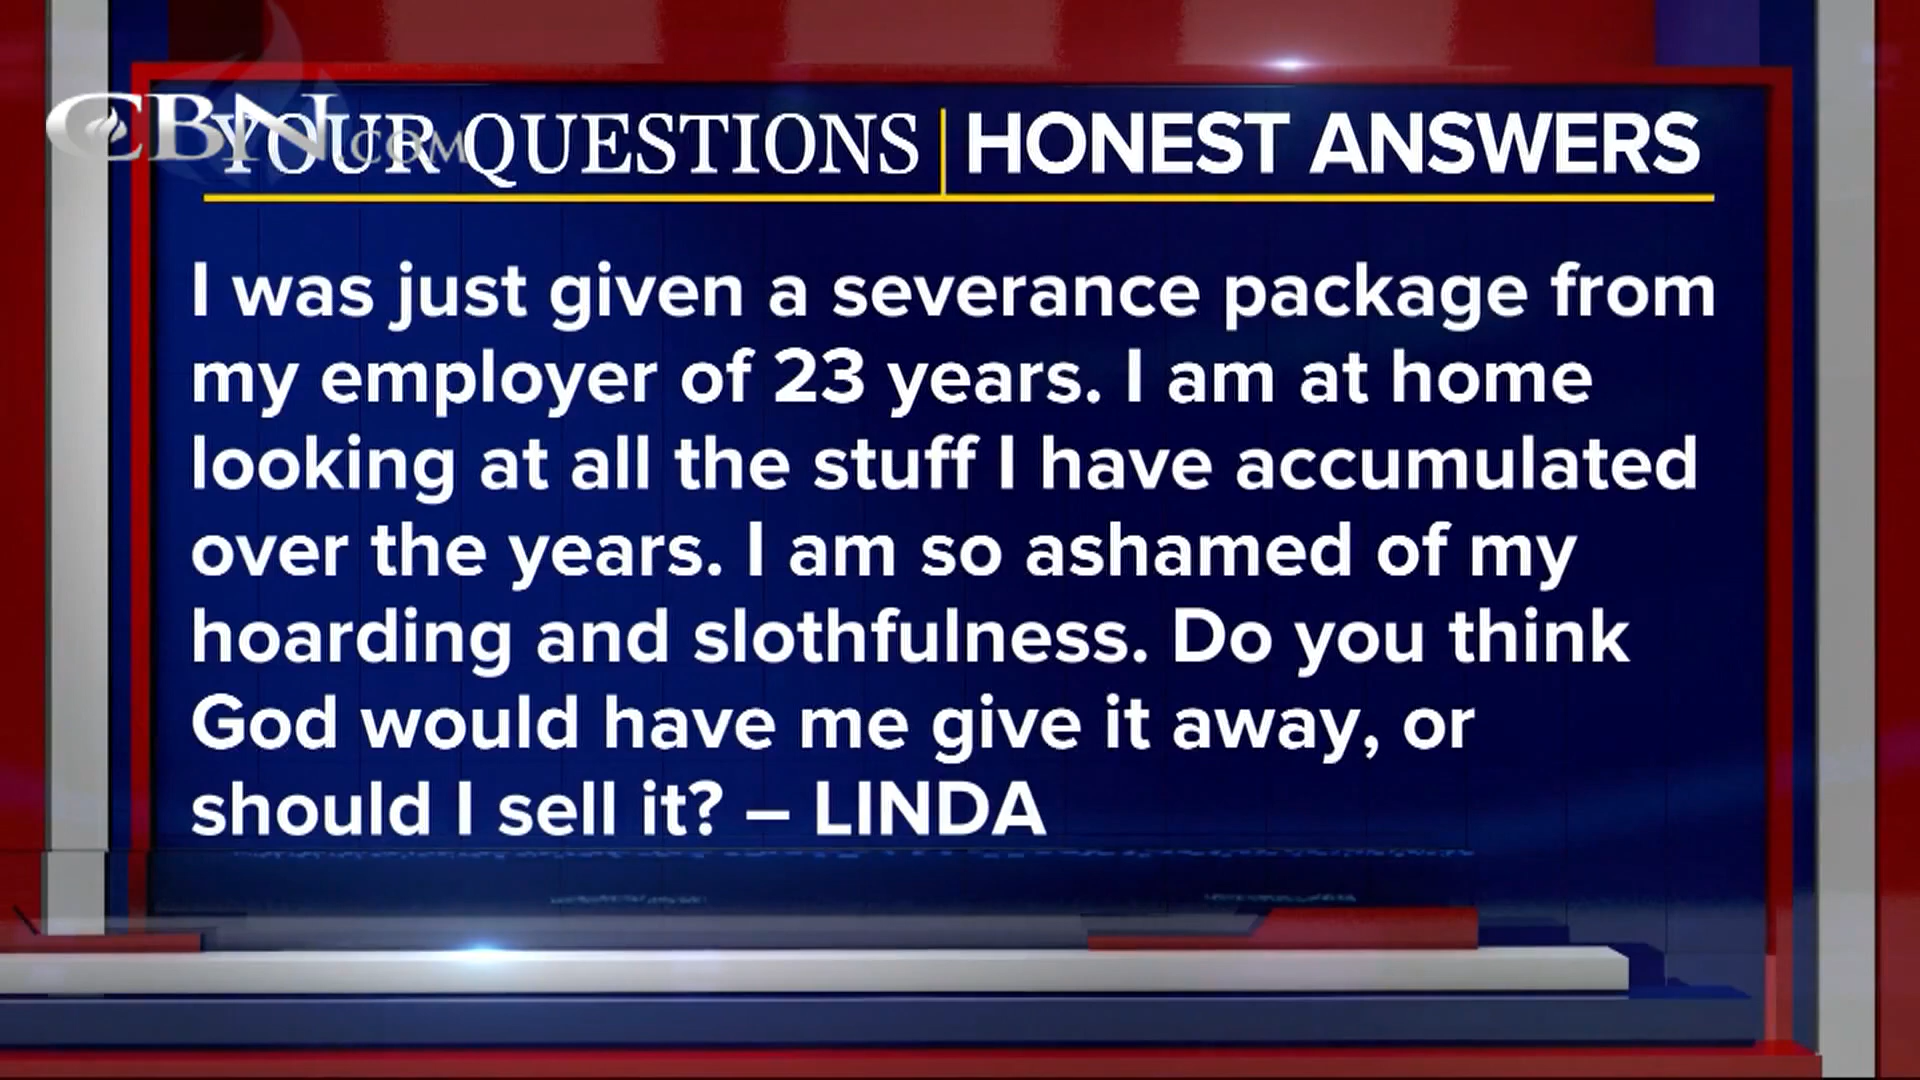 CBN.COM
YOUR QUESTIONS | HONEST ANSWERS
I was just given a severance package from
my employer of 23 years. I am at home
looking at all the stuff I have accumulated
over the years. I am so ashamed of my
hoarding and slothfulness. Do you think
God would have me give it away, or
should I sell it? – LINDA